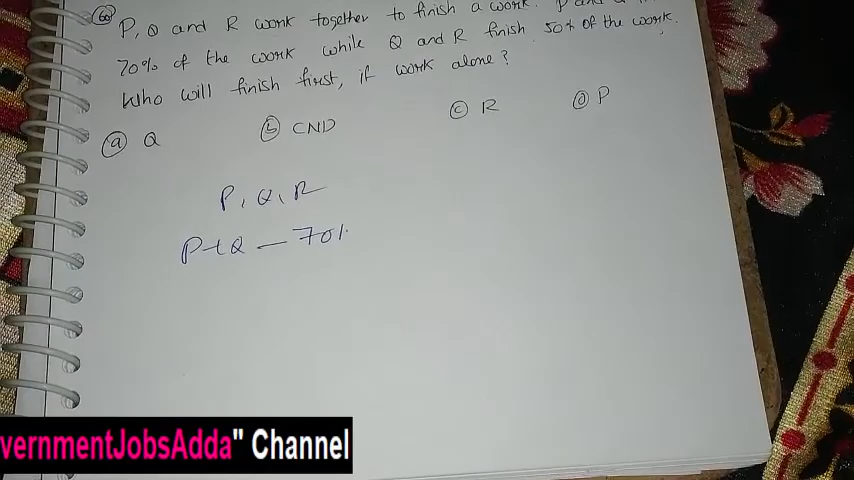 60 P, Q and R work together to finish a work. P and Q
70% of the work while Q and R finish 50% of the work.
Who will finish first, if work alone?
a Q b CND c R d P
P, Q, R
P+Q — 70%
vernmentJobsAdda" Channel